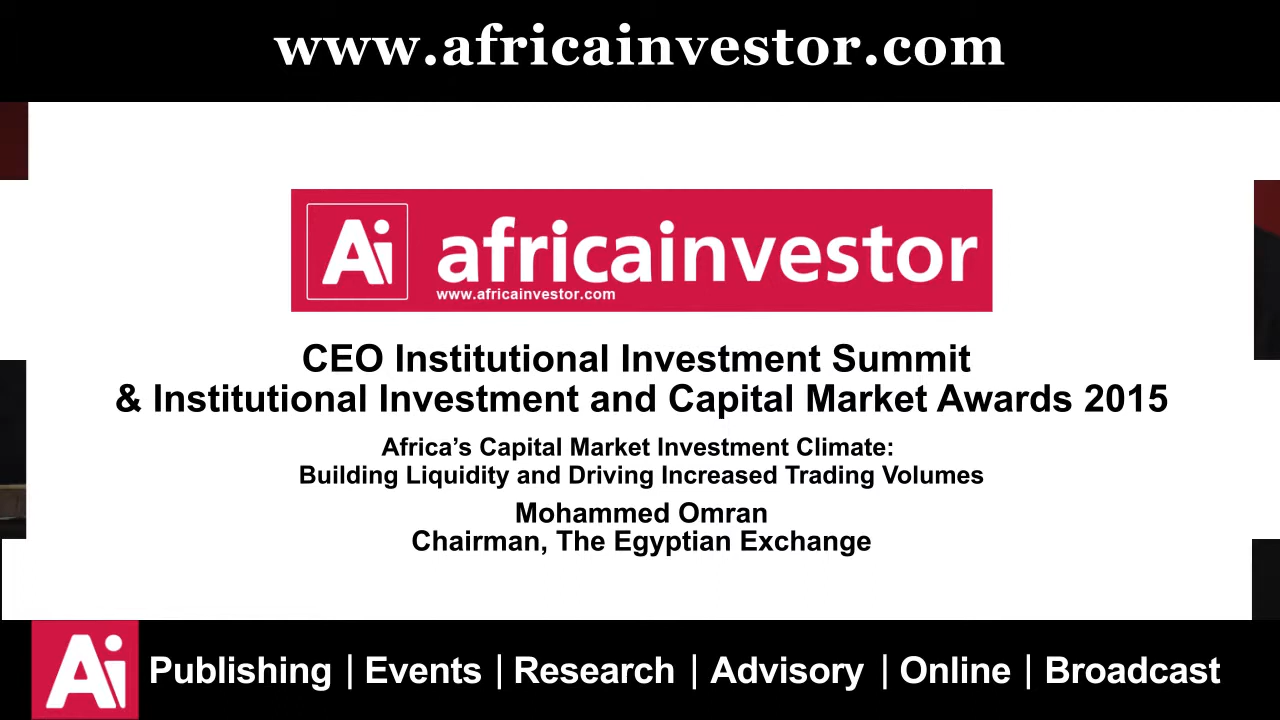 www.africainvestor.com
Ai africainvestor
www.africainvestor.com
CEO Institutional Investment Summit
& Institutional Investment and Capital Market Awards 2015
Africa’s Capital Market Investment Climate:
Building Liquidity and Driving Increased Trading Volumes
Mohammed Omran
Chairman, The Egyptian Exchange
Ai Publishing | Events | Research | Advisory | Online | Broadcast